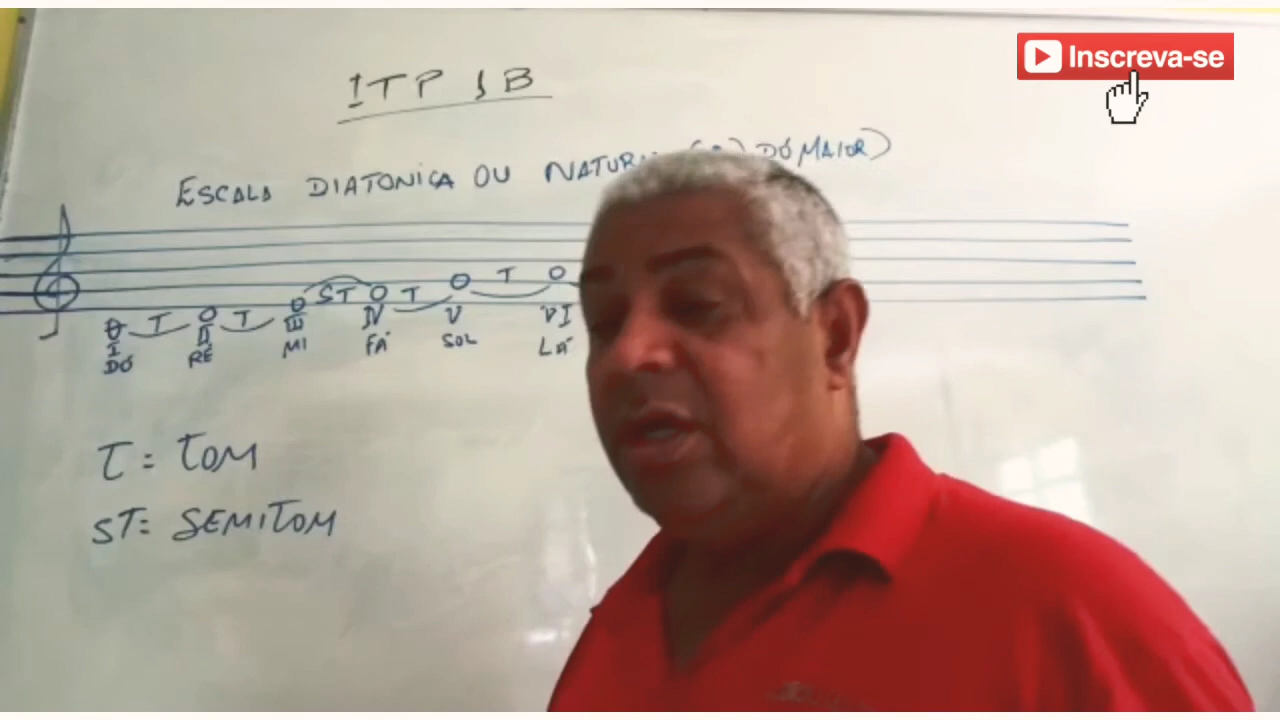 Inscreva-se
ITP 1B
ESCALA DIATONICA OU DÓ MAIOR)
T T ST T T
I II III IV V VI
DÓ RÉ MI FÁ SOL LÁ
T = TOM
ST = SEMITOM